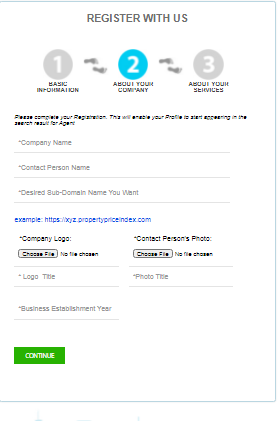 REGISTER WITH US
1 2 3
BASIC INFORMATION
ABOUT YOUR COMPANY
ABOUT YOUR SERVICES
Please complete your Registration. This will enable your Profile to start appearing in the
search result for Agent
*Company Name
*Contact Person Name
*Desired Sub-Domain Name You Want
example: https://xyz.propertypriceindex.com
*Company Logo: *Contact Person's Photo:
Choose File No file chosen Choose File No file chosen
* Logo Title *Photo Title
*Business Establishment Year
CONTINUE